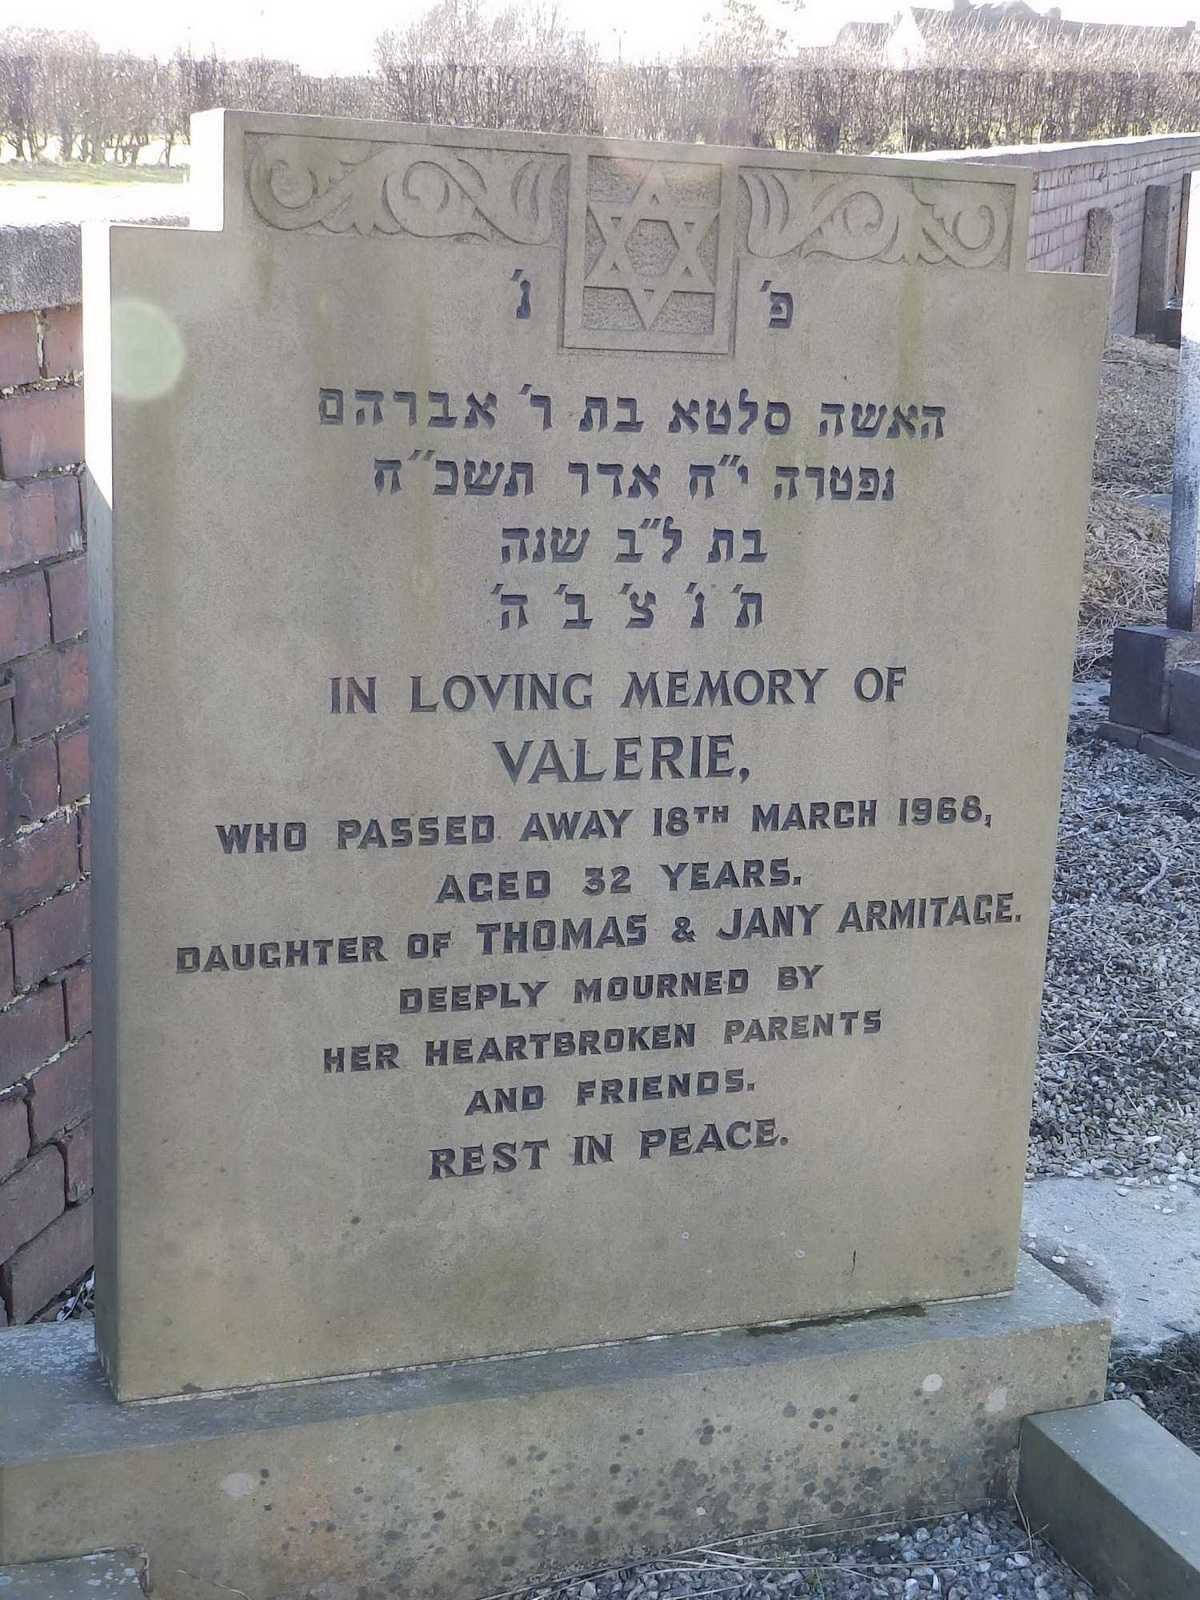 פ' נ'
האשה סלטא בת ר' אברהם
נפטרה י"ח אדר תשכ"ח
בת ל"ב שנה
ת' נ' צ' ב' ה'
IN LOVING MEMORY OF
VALERIE,
WHO PASSED AWAY 18TH MARCH 1968,
AGED 32 YEARS.
DAUGHTER OF THOMAS & JANY ARMITAGE.
DEEPLY MOURNED BY
HER HEARTBROKEN PARENTS
AND FRIENDS.
REST IN PEACE.